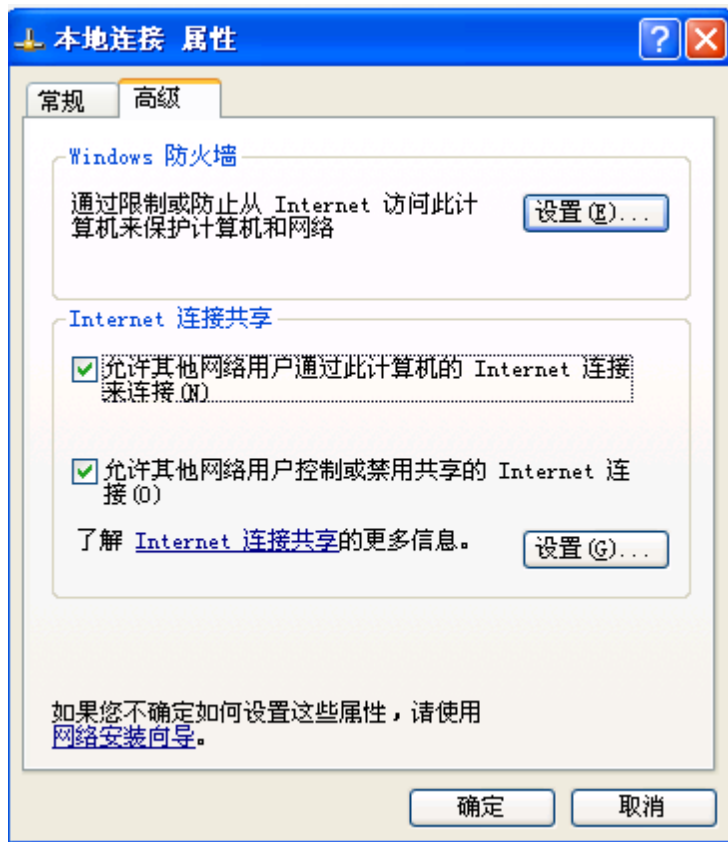 本地连接 属性
常规
高级
Windows 防火墙
通过限制或防止从 Internet 访问此计
算机来保护计算机和网络
设置(E)...
Internet 连接共享
允许其他网络用户通过此计算机的 Internet 连接
来连接(N)
允许其他网络用户控制或禁用共享的 Internet 连
接(O)
了解 Internet 连接共享的更多信息。
设置(G)...
如果您不确定如何设置这些属性，请使用
网络安装向导。
确定
取消